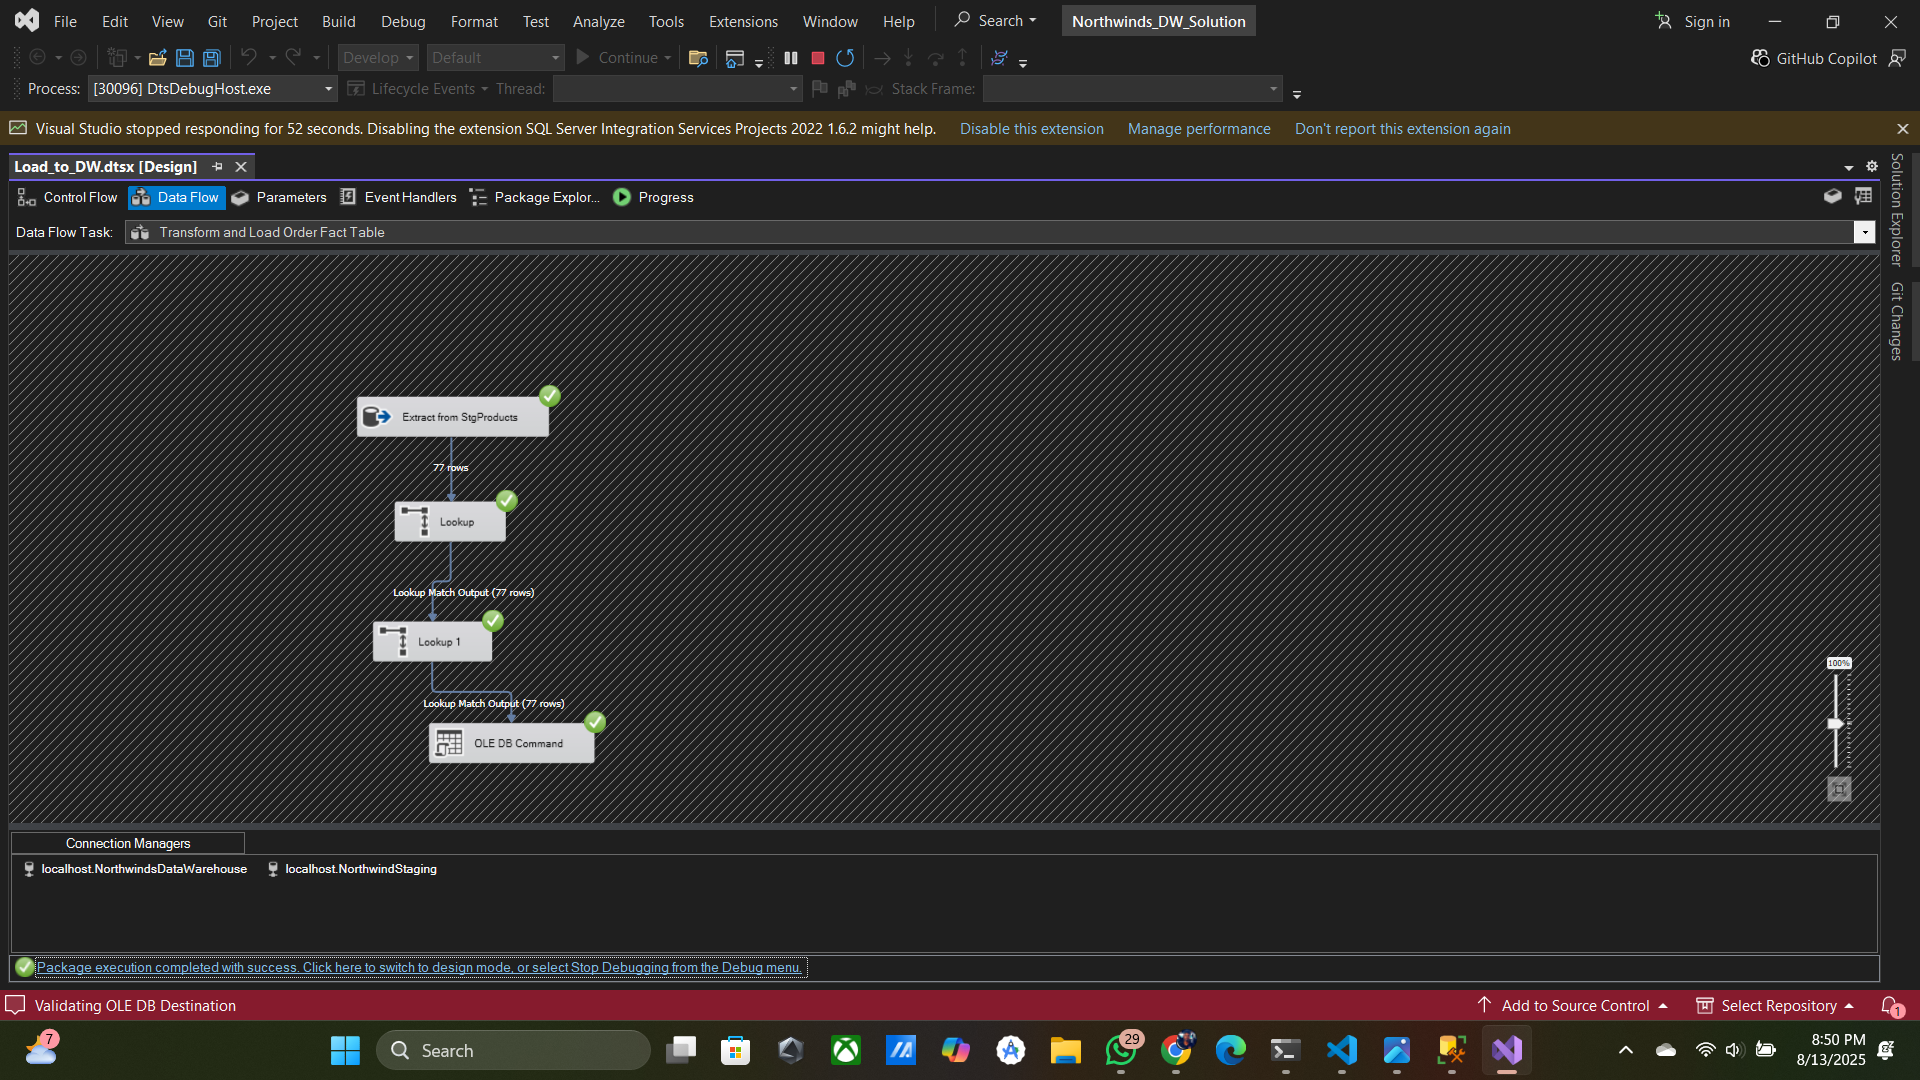 File Edit View Git Project Build Debug Format Test Analyze Tools Extensions Window Help Search Northwinds_DW_Solution Sign in
Develop Default Continue GitHub Copilot
Process: [30096] DtsDebugHost.exe Lifecycle Events Thread: Stack Frame:
Visual Studio stopped responding for 52 seconds. Disabling the extension SQL Server Integration Services Projects 2022 1.6.2 might help. Disable this extension Manage performance Don't report this extension again
Load_to_DW.dtsx [Design]
Control Flow Data Flow Parameters Event Handlers Package Explor... Progress
Data Flow Task: Transform and Load Order Fact Table
Solution Explorer
Git Changes
Extract from StgProducts
77 rows
Lookup
Lookup Match Output (77 rows)
Lookup 1
Lookup Match Output (77 rows)
OLE DB Command
100%
Connection Managers
localhost.NorthwindsDataWarehouse localhost.NorthwindStaging
Package execution completed with success. Click here to switch to design mode, or select Stop Debugging from the Debug menu.
Validating OLE DB Destination Add to Source Control Select Repository 1
7 Search 29 8:50 PM
8/13/2025